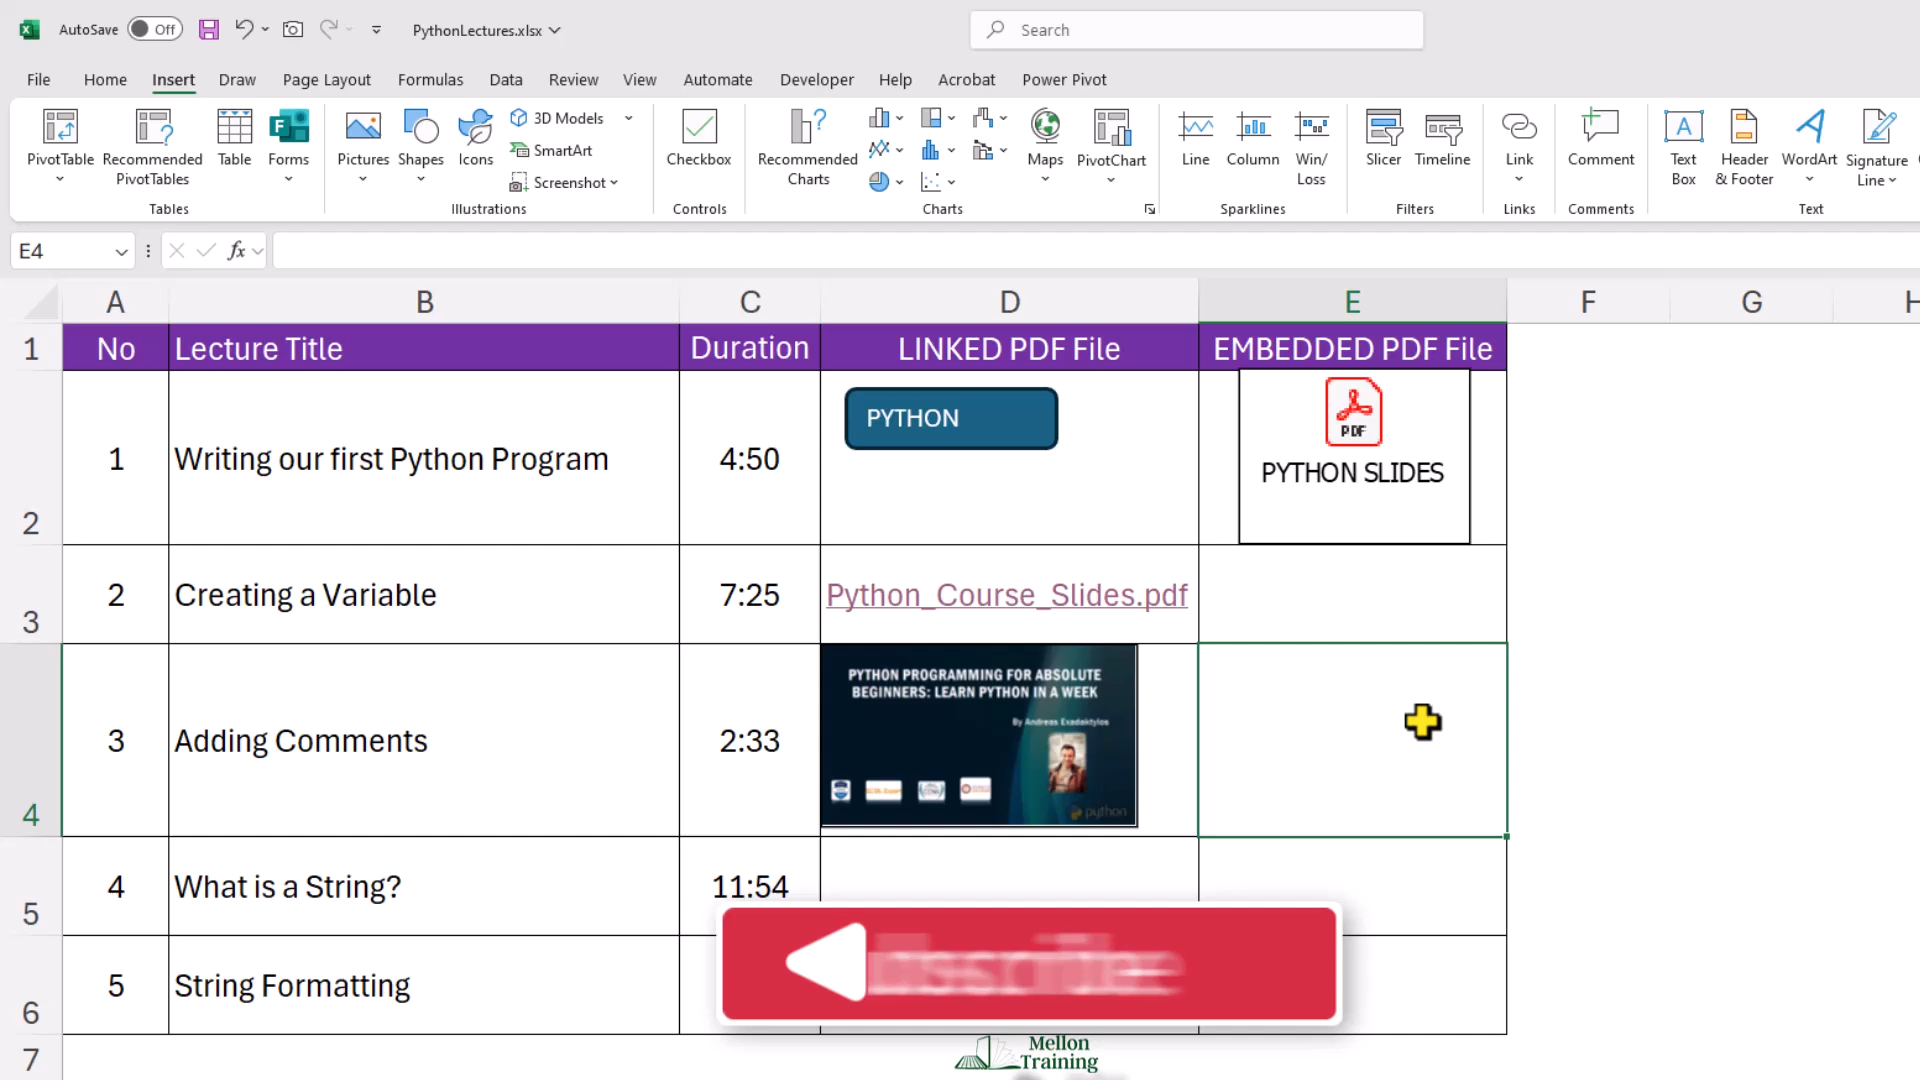 AutoSave Off PythonLectures.xlsx Search
File Home Insert Draw Page Layout Formulas Data Review View Automate Developer Help Acrobat Power Pivot
PivotTable Recommended PivotTables Table Forms
Tables
Pictures Shapes Icons 3D Models SmartArt Screenshot
Illustrations
Checkbox
Controls
Recommended Charts Maps PivotChart
Charts
Line Column Win/Loss
Sparklines
Slicer Timeline
Filters
Link
Links
Comment
Comments
Text Box Header & Footer WordArt Signature Line
Text
E4 fx
A B C D E F G H
1 No Lecture Title Duration LINKED PDF File EMBEDDED PDF File
2 1 Writing our first Python Program 4:50 PYTHON PDF PYTHON SLIDES
3 2 Creating a Variable 7:25 Python_Course_Slides.pdf
4 3 Adding Comments 2:33
PYTHON PROGRAMMING FOR ABSOLUTE
BEGINNERS: LEARN PYTHON IN A WEEK
By Andreas Exadaktylos
python
5 4 What is a String? 11:54
6 5 String Formatting
7
Mellon
Training